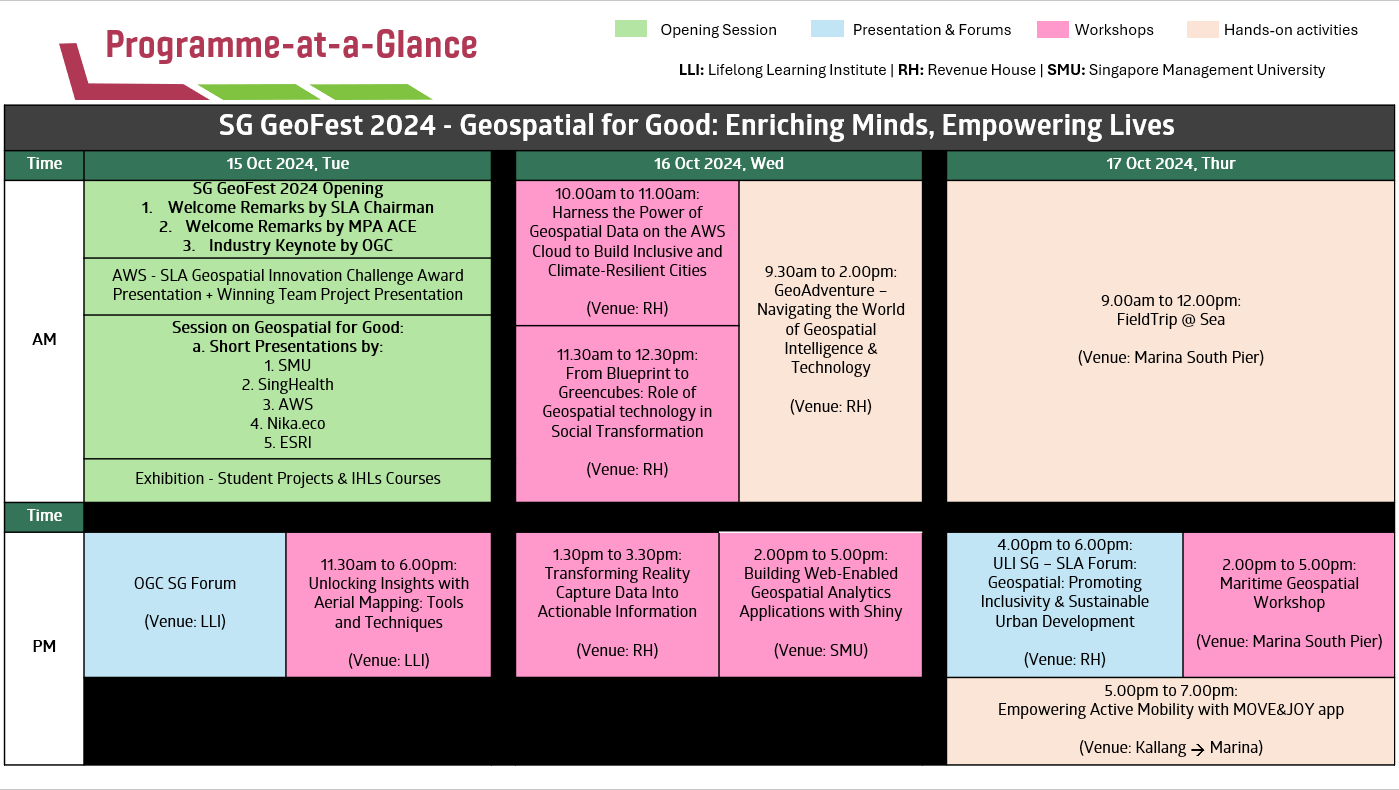 Programme-at-a-Glance
Opening Session
Presentation & Forums
Workshops
Hands-on activities
LLI: Lifelong Learning Institute | RH: Revenue House | SMU: Singapore Management University
SG GeoFest 2024 - Geospatial for Good: Enriching Minds, Empowering Lives
Time
15 Oct 2024, Tue
16 Oct 2024, Wed
17 Oct 2024, Thur
AM
SG GeoFest 2024 Opening
1. Welcome Remarks by SLA Chairman
2. Welcome Remarks by MPA ACE
3. Industry Keynote by OGC
AWS - SLA Geospatial Innovation Challenge Award
Presentation + Winning Team Project Presentation
Session on Geospatial for Good:
a. Short Presentations by:
1. SMU
2. SingHealth
3. AWS
4. Nika.eco
5. ESRI
Exhibition - Student Projects & IHLs Courses
10.00am to 11.00am:
Harness the Power of
Geospatial Data on the AWS
Cloud to Build Inclusive and
Climate-Resilient Cities
(Venue: RH)
11.30am to 12.30pm:
From Blueprint to
Greencubes: Role of
Geospatial technology in
Social Transformation
(Venue: RH)
9.30am to 2.00pm:
GeoAdventure –
Navigating the World
of Geospatial
Intelligence &
Technology
(Venue: RH)
9.00am to 12.00pm:
FieldTrip @ Sea
(Venue: Marina South Pier)
Time
PM
OGC SG Forum
(Venue: LLI)
11.30am to 6.00pm:
Unlocking Insights with
Aerial Mapping: Tools
and Techniques
(Venue: LLI)
1.30pm to 3.30pm:
Transforming Reality
Capture Data Into
Actionable Information
(Venue: RH)
2.00pm to 5.00pm:
Building Web-Enabled
Geospatial Analytics
Applications with Shiny
(Venue: SMU)
4.00pm to 6.00pm:
ULI SG – SLA Forum:
Geospatial: Promoting
Inclusivity & Sustainable
Urban Development
(Venue: RH)
2.00pm to 5.00pm:
Maritime Geospatial
Workshop
(Venue: Marina South Pier)
5.00pm to 7.00pm:
Empowering Active Mobility with MOVE&JOY app
(Venue: Kallang → Marina)